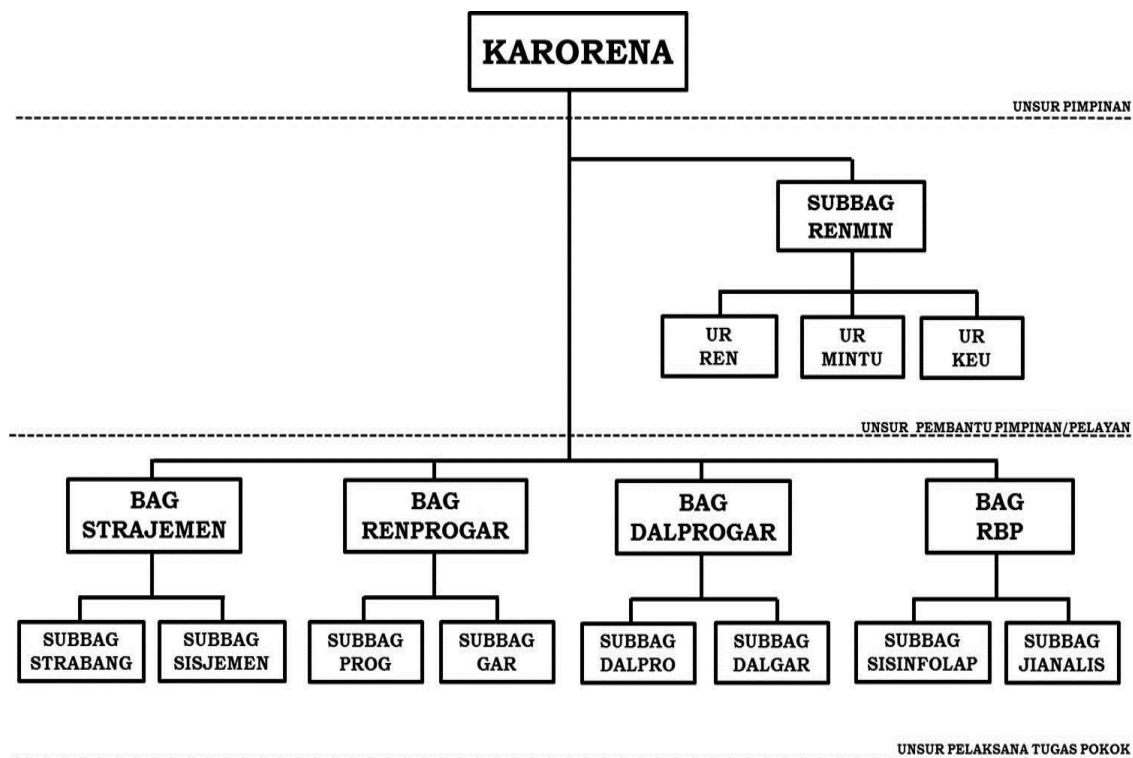 KARORENA
UNSUR PIMPINAN
SUBBAG
RENMIN
UR
REN
UR
MINTU
UR
KEU
UNSUR PEMBANTU PIMPINAN/PELAYAN
BAG
STRAJEMEN
BAG
RENPROGAR
BAG
DALPROGAR
BAG
RBP
SUBBAG
STRABANG
SUBBAG
SISJEMEN
SUBBAG
PROG
SUBBAG
GAR
SUBBAG
DALPRO
SUBBAG
DALGAR
SUBBAG
SISINFOLAP
SUBBAG
JIANALIS
UNSUR PELAKSANA TUGAS POKOK